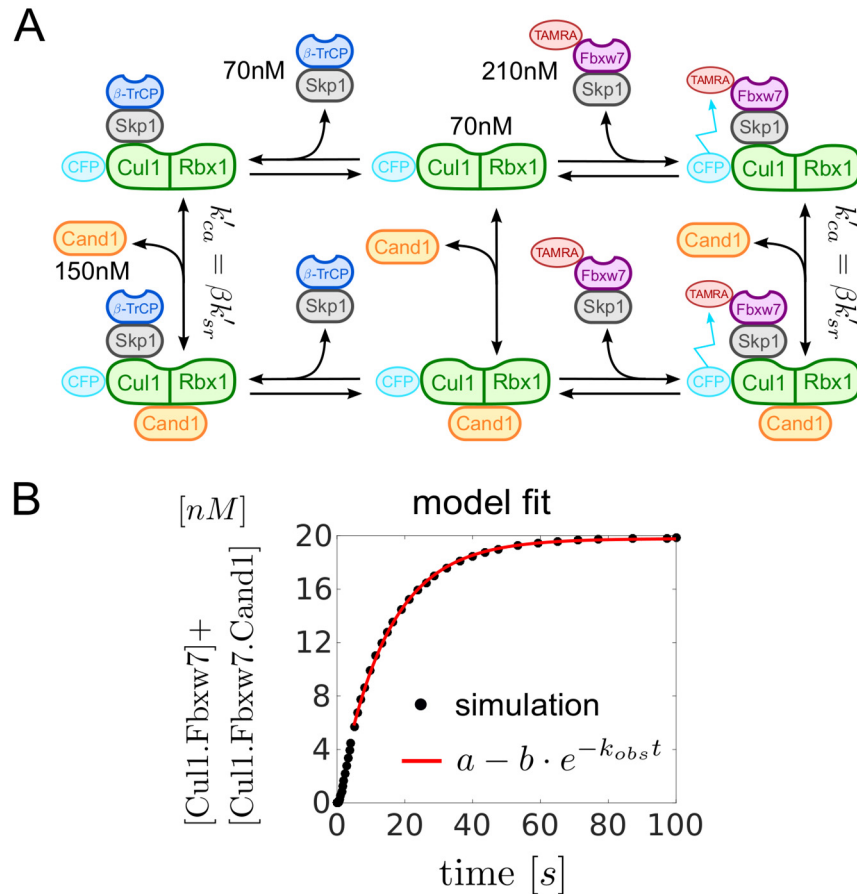 A
β-TrCP
Skp1
70nM
β-TrCP
Skp1
210nM
TAMRA
Fbxw7
Skp1
70nM
TAMRA
Fbxw7
Skp1
CFP
Cul1
Rbx1
CFP
Cul1
Rbx1
CFP
Cul1
Rbx1
Cand1
150nM
k'ca = βk'sr
Cand1
Cand1
k'ca = βk'sr
β-TrCP
Skp1
β-TrCP
Skp1
TAMRA
Fbxw7
Skp1
TAMRA
Fbxw7
Skp1
CFP
Cul1
Rbx1
CFP
Cul1
Rbx1
CFP
Cul1
Rbx1
Cand1
Cand1
Cand1
B
[nM]
model fit
[Cul1.Fbxw7]+
[Cul1.Fbxw7.Cand1]
20
16
12
8
4
0
simulation
a − b · e^{−k_{obs}t}
0 20 40 60 80 100
time [s]